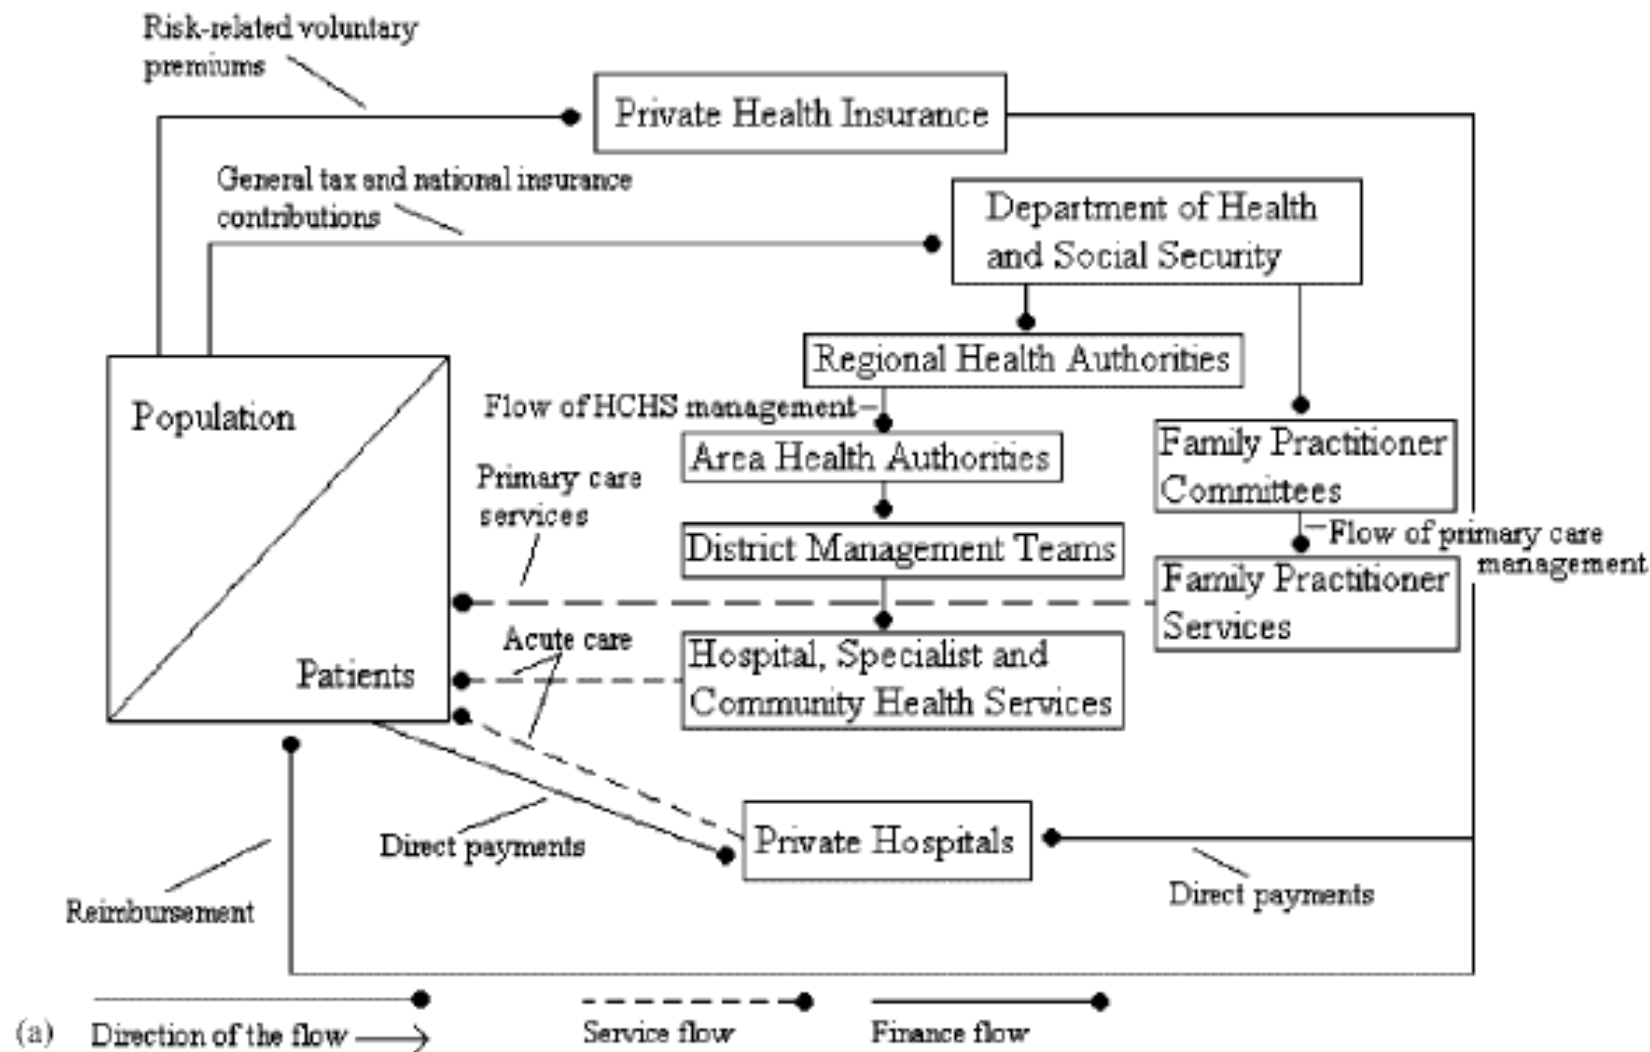 Risk-related voluntary
premiums
Private Health Insurance
General tax and national insurance
contributions
Department of Health
and Social Security
Regional Health Authorities
Population
Flow of HCHS management
Area Health Authorities
Family Practitioner
Committees
Primary care
services
District Management Teams
Flow of primary care
management
Family Practitioner
Services
Acute care
Hospital, Specialist and
Community Health Services
Patients
Direct payments
Private Hospitals
Direct payments
Reimbursement
(a) Direction of the flow
Service flow
Finance flow